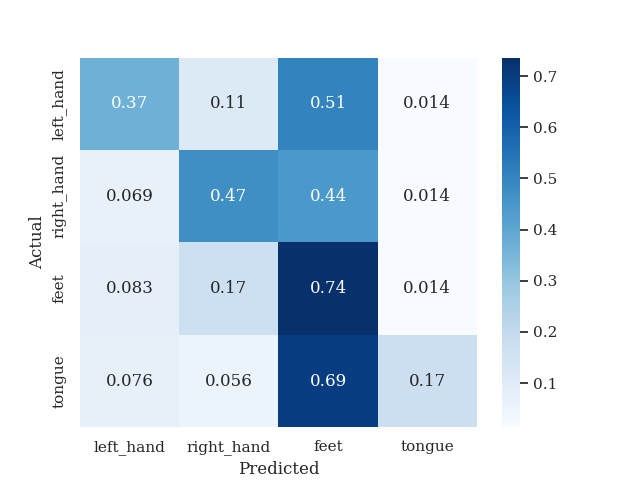 Actual
left_hand
0.37 0.11 0.51 0.014
right_hand
0.069 0.47 0.44 0.014
feet
0.083 0.17 0.74 0.014
tongue
0.076 0.056 0.69 0.17
left_hand right_hand feet tongue
Predicted
0.7
0.6
0.5
0.4
0.3
0.2
0.1